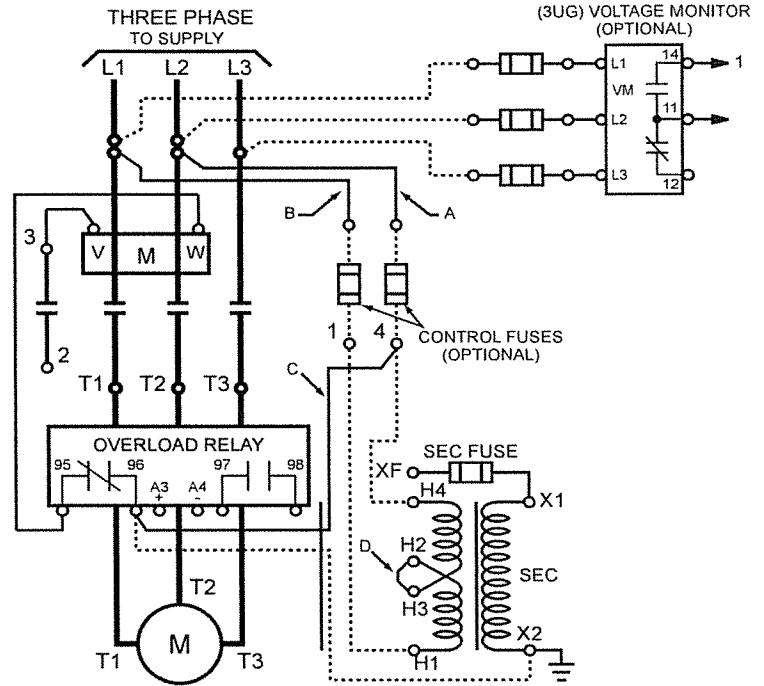 THREE PHASE
TO SUPPLY
(3UG) VOLTAGE MONITOR
(OPTIONAL)
L1 L2 L3
L1
VM
14
1
L2
11
L3
12
B
A
3
V M W
2
1 4
CONTROL FUSES
(OPTIONAL)
C
T1 T2 T3
OVERLOAD RELAY
95 96 97 98
A3
+
A4
-
SEC FUSE
XF
H4
X1
D
H2
H3
SEC
T2
M
T1 T3
H1
X2